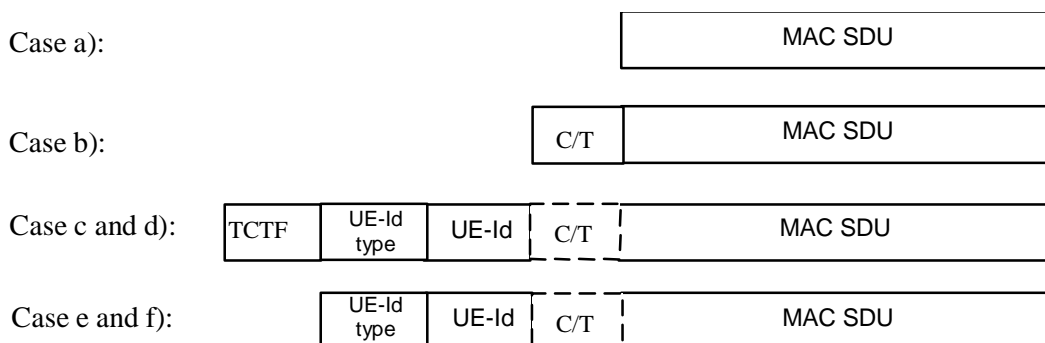 Case a): MAC SDU
Case b): C/T MAC SDU
Case c and d): TCTF UE-Id type UE-Id C/T MAC SDU
Case e and f): UE-Id type UE-Id C/T MAC SDU